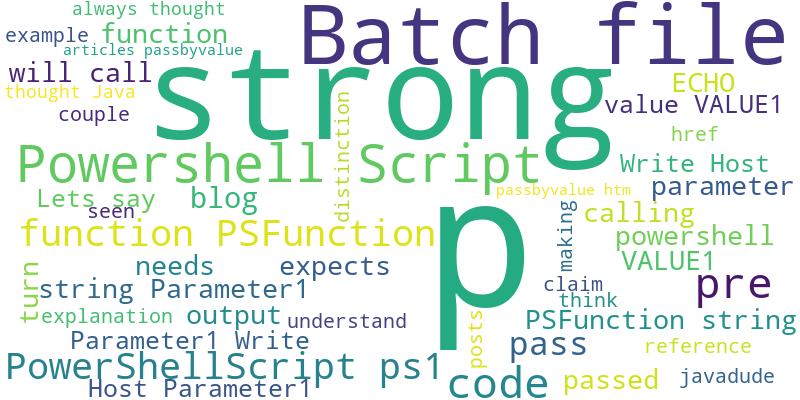 always thought
Batch file
example
function
articles passbyvalue
will call
strong
ECHO
thought Java
value VALUE1
couple
href
Powershell Script
distinction
Write Host
Lets say
blog
passbyvalue htm
parameter
seen
p
making
calling
function PSFunction
powershell
turn
needs
expects
VALUE1
pre
string Parameter1
claim
think
explanation
output
understand
posts
PSFunction string
Parameter1 Write
pass
reference
PowerShellScript ps1
code
passed
javadude
Host Parameter1